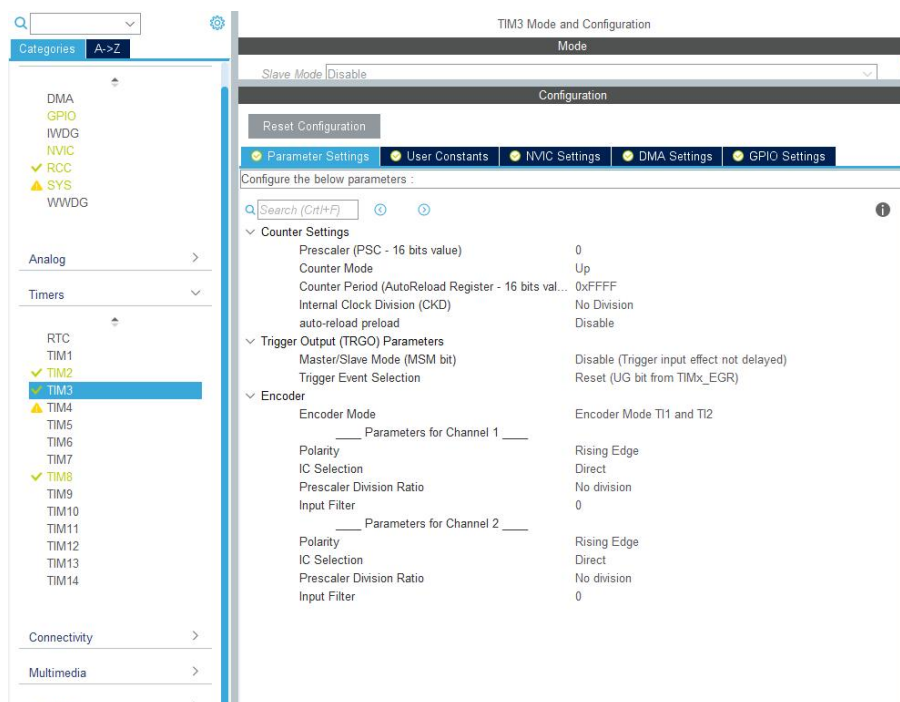 TIM3 Mode and Configuration
Mode
Slave Mode Disable
Configuration
Reset Configuration
Parameter Settings
User Constants
NVIC Settings
DMA Settings
GPIO Settings
Configure the below parameters :
Search (Crtl+F)
Categories
A->Z
DMA
GPIO
IWDG
NVIC
RCC
SYS
WWDG
Analog
Timers
RTC
TIM1
TIM2
TIM3
TIM4
TIM5
TIM6
TIM7
TIM8
TIM9
TIM10
TIM11
TIM12
TIM13
TIM14
Connectivity
Multimedia
Counter Settings
Prescaler (PSC - 16 bits value) 0
Counter Mode Up
Counter Period (AutoReload Register - 16 bits val... 0xFFFF
Internal Clock Division (CKD) No Division
auto-reload preload Disable
Trigger Output (TRGO) Parameters
Master/Slave Mode (MSM bit) Disable (Trigger input effect not delayed)
Trigger Event Selection Reset (UG bit from TIMx_EGR)
Encoder
Encoder Mode Encoder Mode TI1 and TI2
____ Parameters for Channel 1 ____
Polarity Rising Edge
IC Selection Direct
Prescaler Division Ratio No division
Input Filter 0
____ Parameters for Channel 2 ____
Polarity Rising Edge
IC Selection Direct
Prescaler Division Ratio No division
Input Filter 0